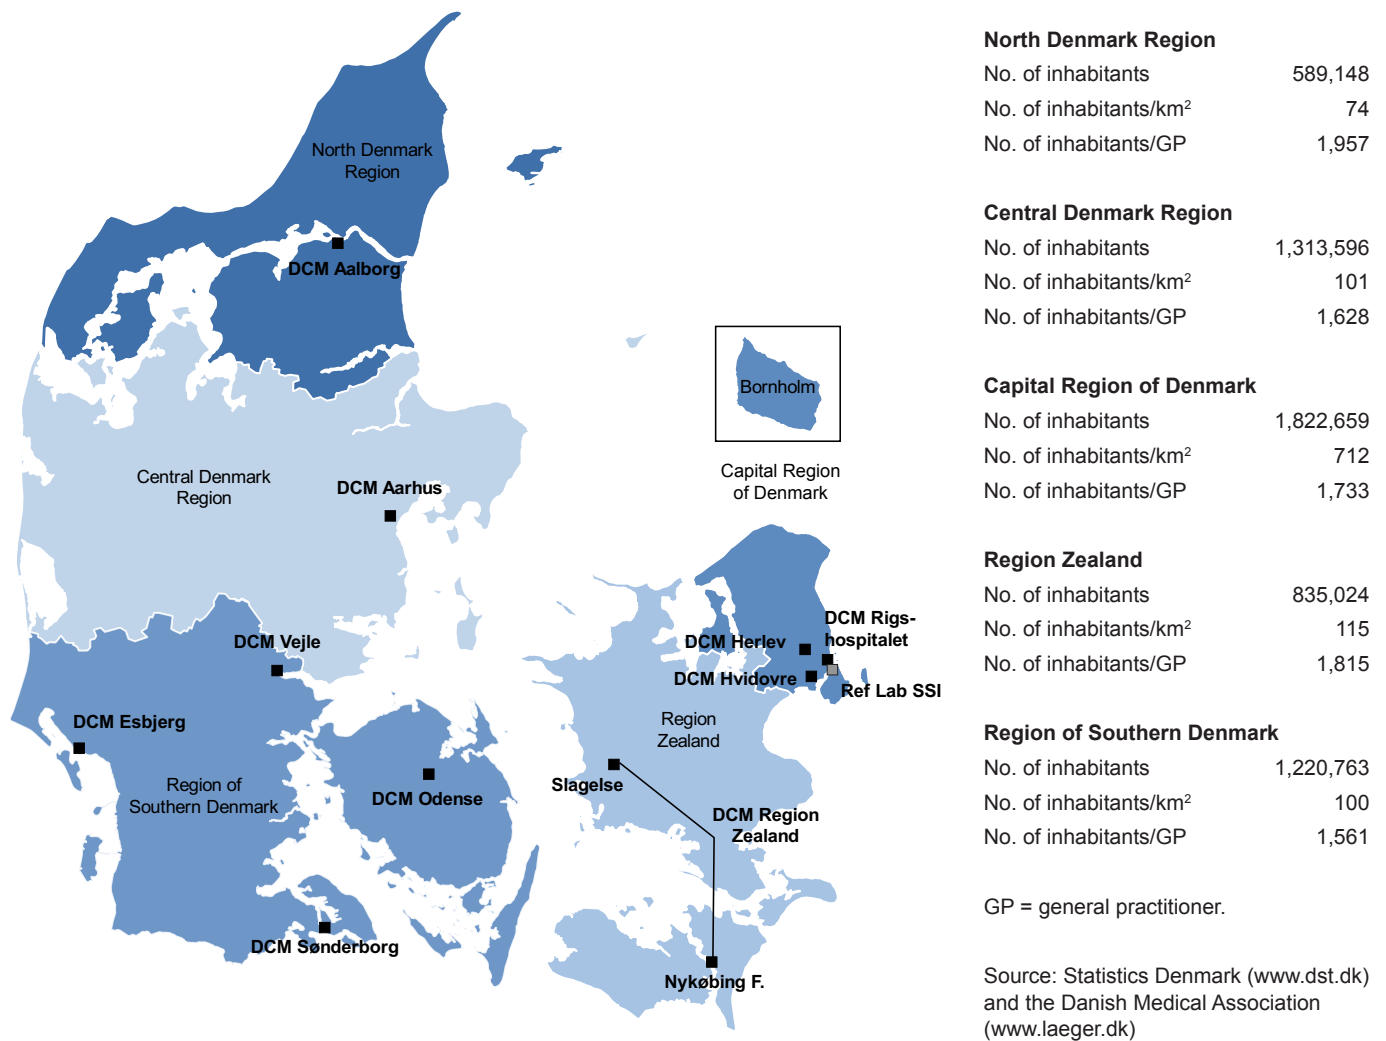 North Denmark
Region
DCM Aalborg
Central Denmark
Region
DCM Aarhus
Bornholm
Capital Region
of Denmark
DCM Vejle
DCM Esbjerg
Region of
Southern Denmark
DCM Odense
DCM Sønderborg
DCM Rigs-
hospitalet
DCM Herlev
DCM Hvidovre
Ref Lab SSI
Region
Zealand
Slagelse
DCM Region
Zealand
Nykøbing F.
North Denmark Region
No. of inhabitants 589,148
No. of inhabitants/km² 74
No. of inhabitants/GP 1,957
Central Denmark Region
No. of inhabitants 1,313,596
No. of inhabitants/km² 101
No. of inhabitants/GP 1,628
Capital Region of Denmark
No. of inhabitants 1,822,659
No. of inhabitants/km² 712
No. of inhabitants/GP 1,733
Region Zealand
No. of inhabitants 835,024
No. of inhabitants/km² 115
No. of inhabitants/GP 1,815
Region of Southern Denmark
No. of inhabitants 1,220,763
No. of inhabitants/km² 100
No. of inhabitants/GP 1,561
GP = general practitioner.
Source: Statistics Denmark (www.dst.dk)
and the Danish Medical Association
(www.laeger.dk)